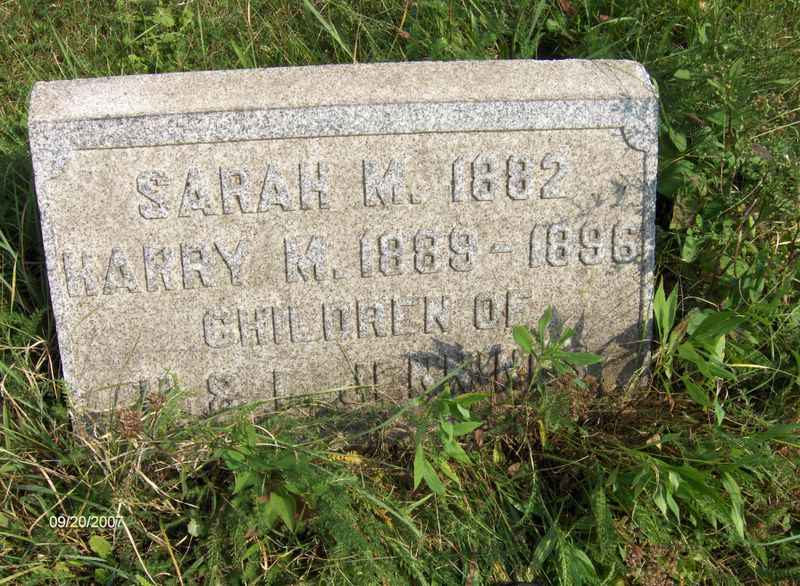 SARAH M. 1882
HARRY M. 1889-1896
CHILDREN OF
& L.
09/20/2007